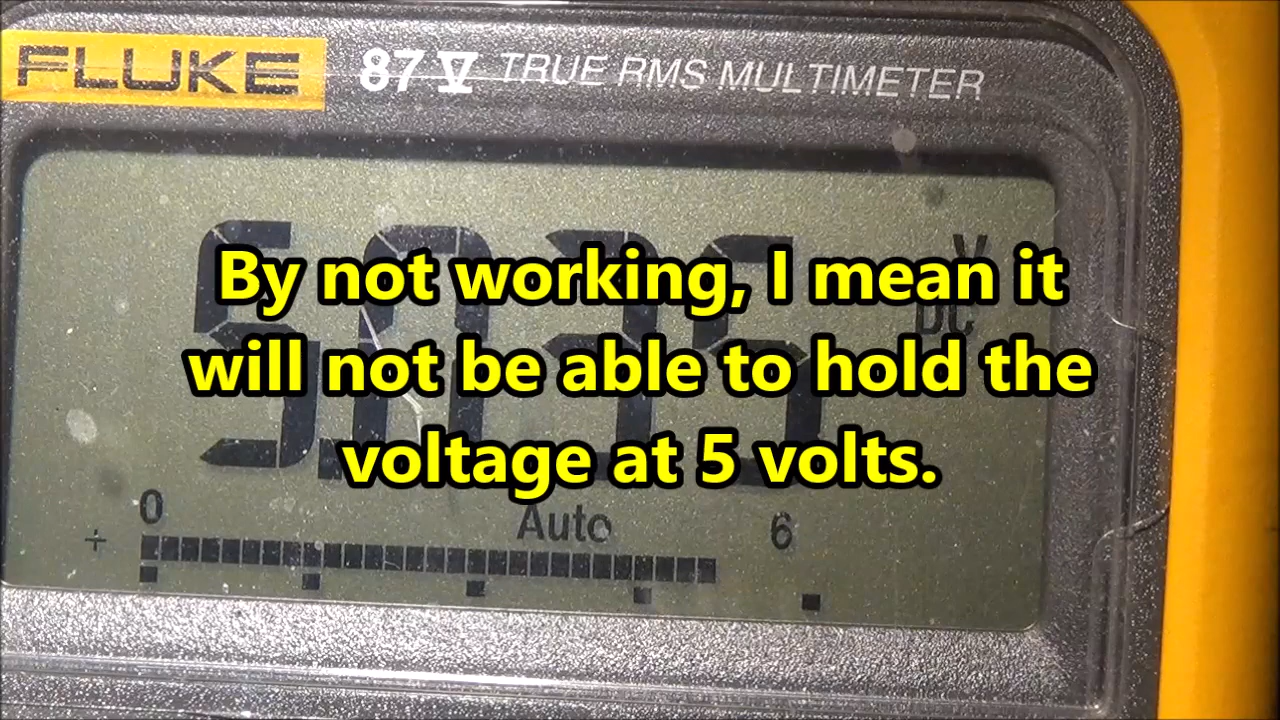 FLUKE 87 V TRUE RMS MULTIMETER
V
DC
By not working, I mean it
will not be able to hold the
voltage at 5 volts.
0 Auto 6
+